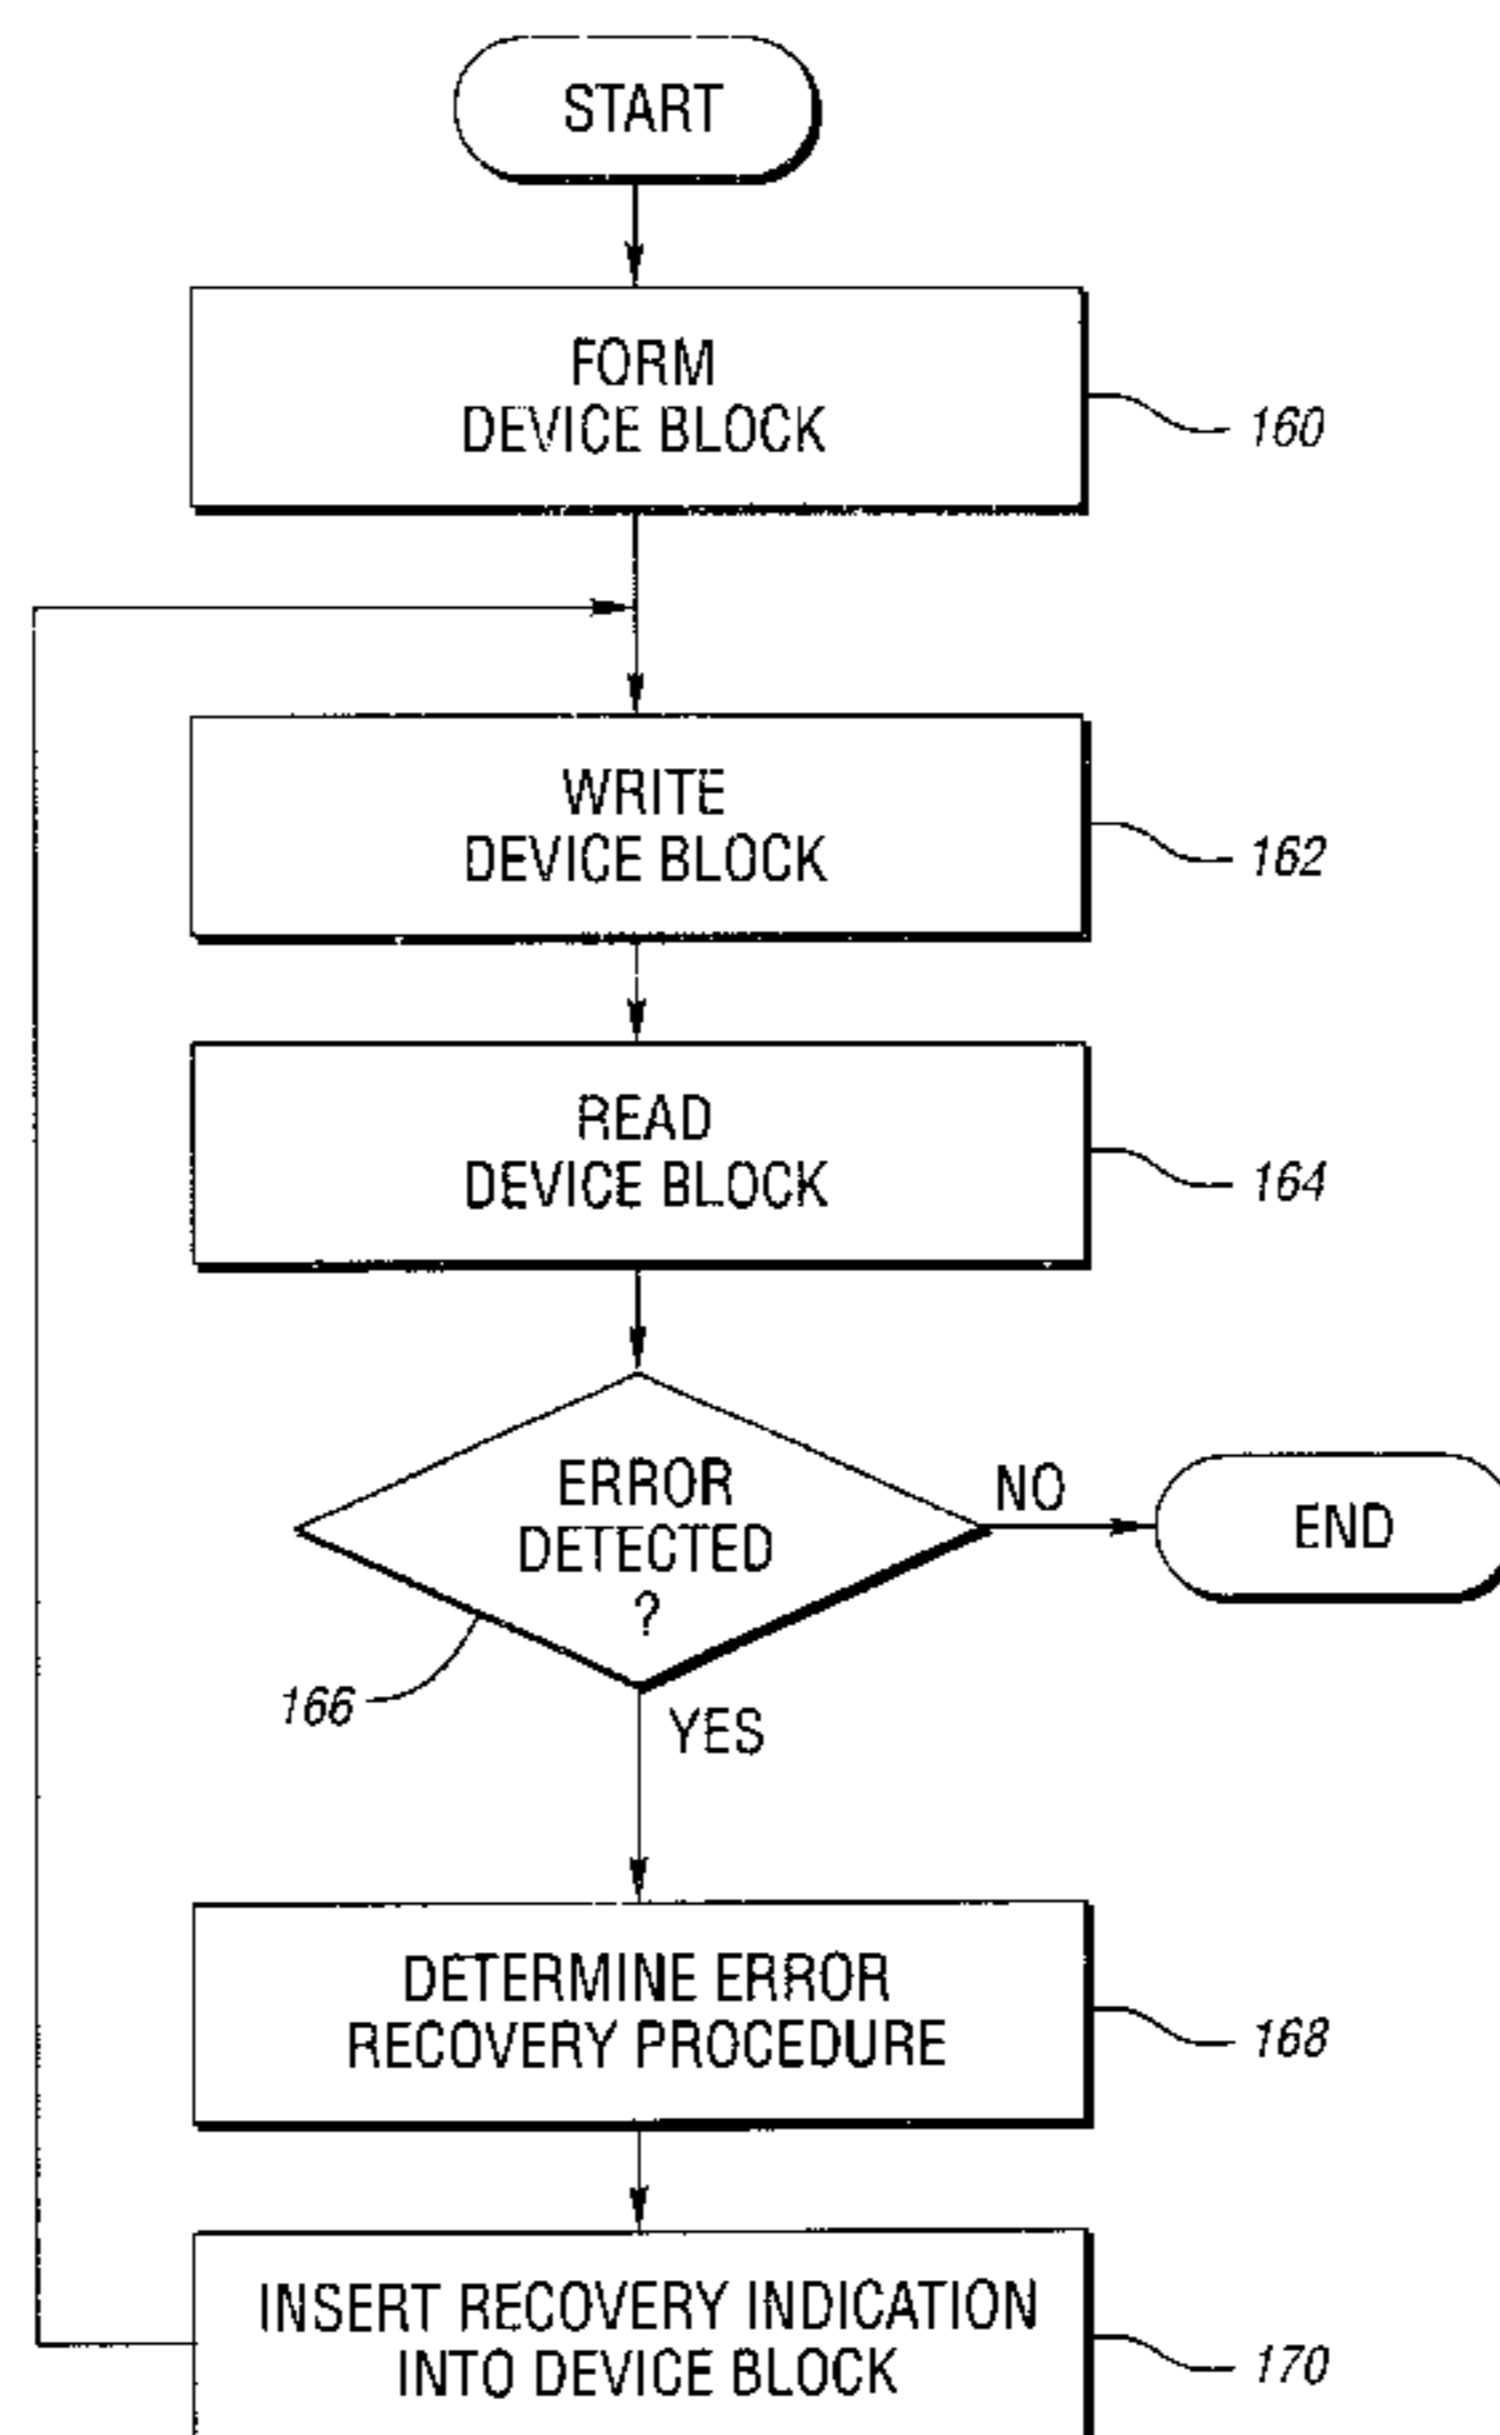 START
FORM
DEVICE BLOCK
160
WRITE
DEVICE BLOCK
162
READ
DEVICE BLOCK
164
ERROR
DETECTED
?
NO
END
166
YES
DETERMINE ERROR
RECOVERY PROCEDURE
168
INSERT RECOVERY INDICATION
INTO DEVICE BLOCK
170